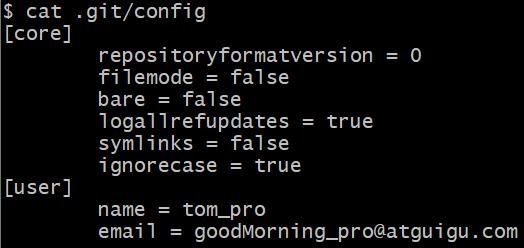 $ cat .git/config
[core]
        repositoryformatversion = 0
        filemode = false
        bare = false
        logallrefupdates = true
        symlinks = false
        ignorecase = true
[user]
        name = tom_pro
        email = goodMorning_pro@atguigu.com